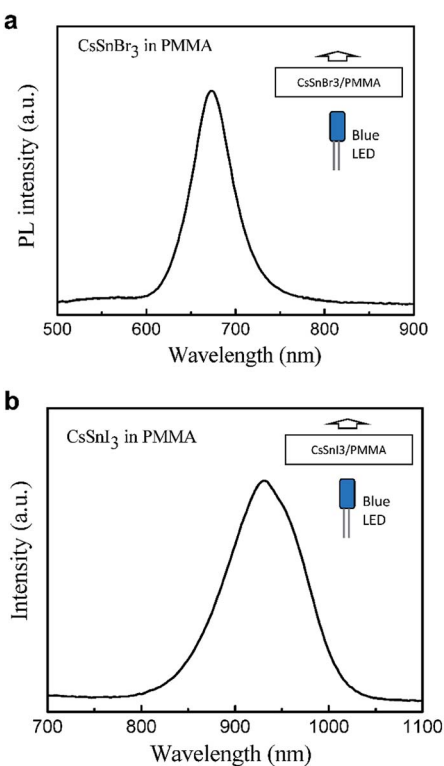 a
CsSnBr₃ in PMMA
CsSnBr3/PMMA
Blue
LED
PL intensity (a.u.)
500 600 700 800 900
Wavelength (nm)
b
CsSnI₃ in PMMA
CsSnI3/PMMA
Blue
LED
Intensity (a.u.)
700 800 900 1000 1100
Wavelength (nm)